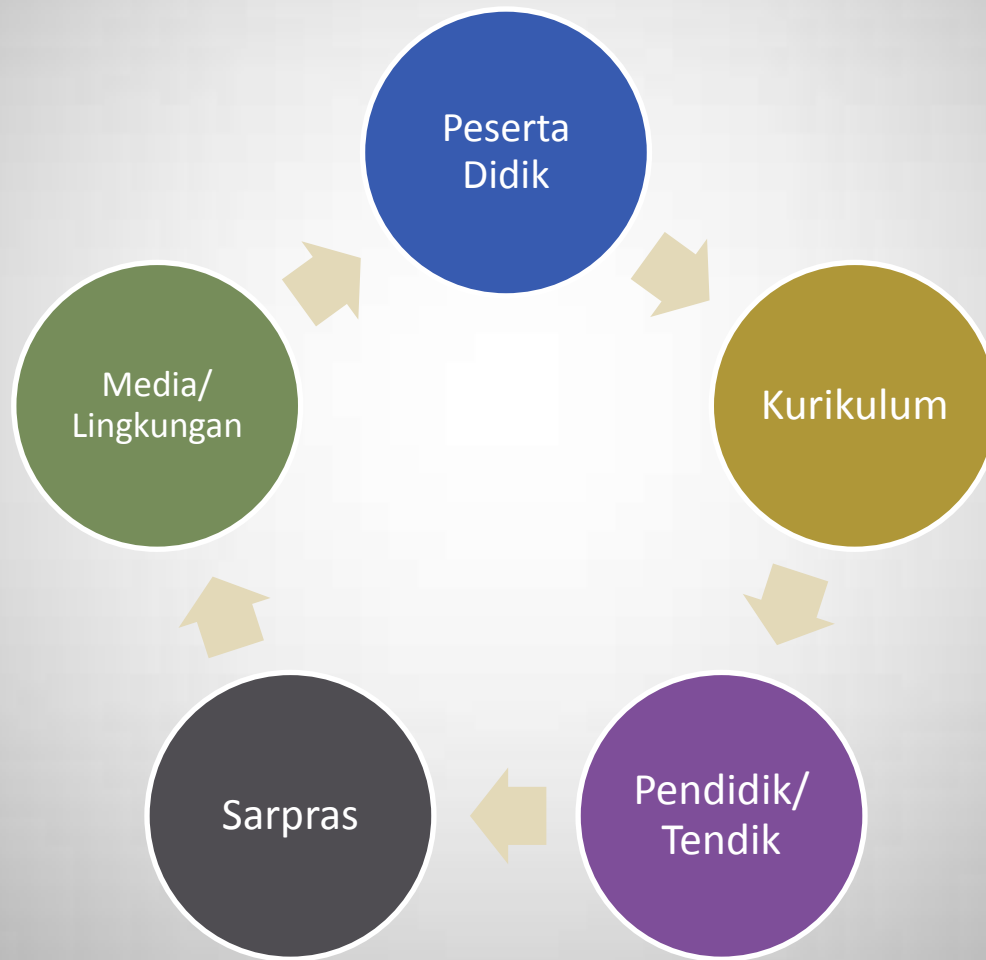 Peserta
Didik
Kurikulum
Pendidik/
Tendik
Sarpras
Media/
Lingkungan